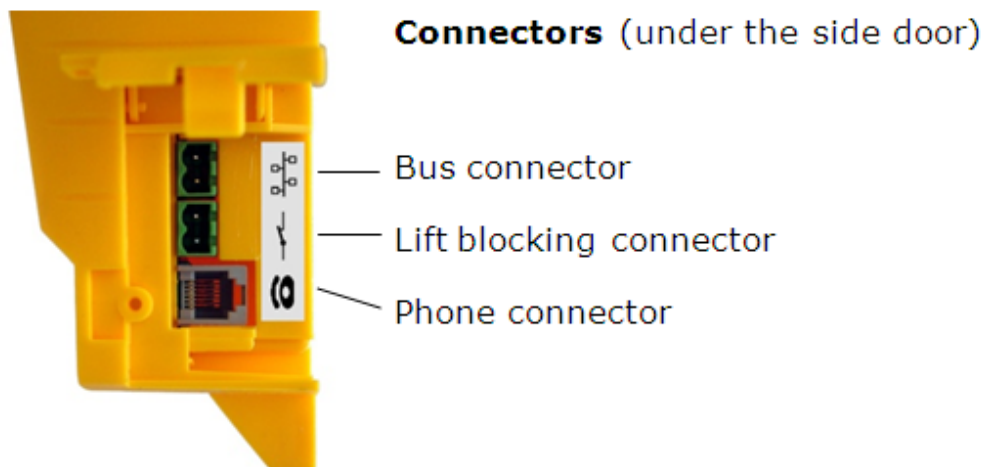 Connectors (under the side door)
Bus connector
Lift blocking connector
Phone connector